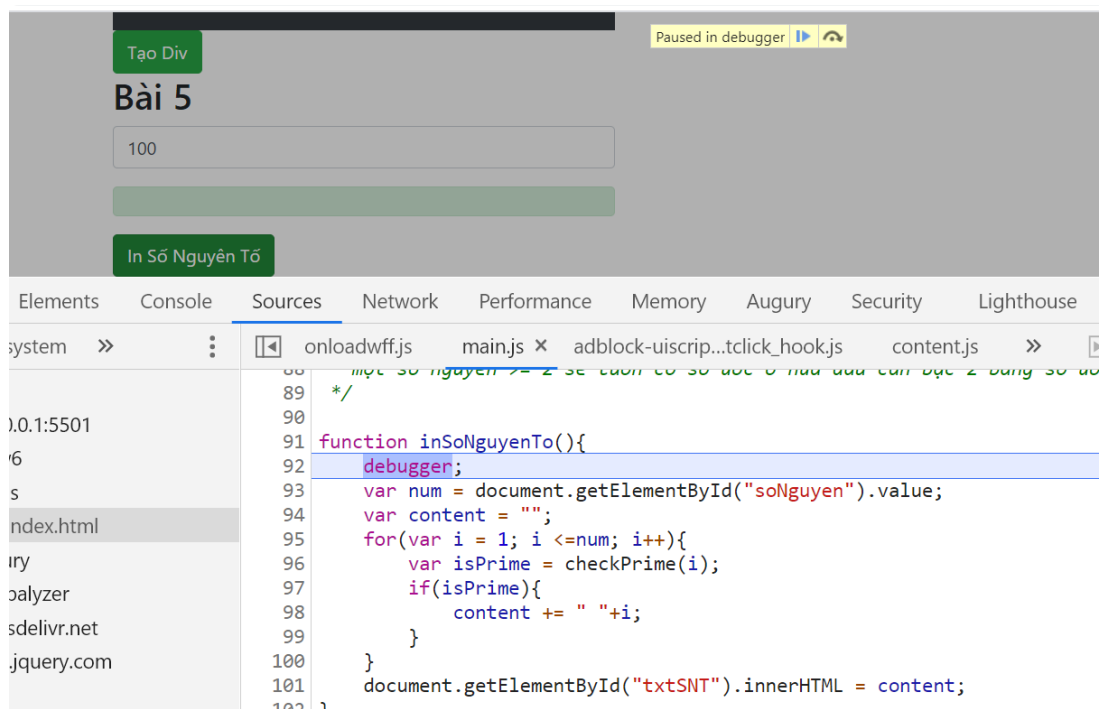 Paused in debugger
Tạo Div
Bài 5
100
In Số Nguyên Tố
Elements Console Sources Network Performance Memory Augury Security Lighthouse
system » onloadwff.js main.js × adblock-uiscrip...tclick_hook.js content.js »
89 */
90
91 function inSoNguyenTo(){
92 debugger;
93 var num = document.getElementById("soNguyen").value;
94 var content = "";
95 for(var i = 1; i <=num; i++){
96 var isPrime = checkPrime(i);
97 if(isPrime){
98 content += " "+i;
99 }
100 }
101 document.getElementById("txtSNT").innerHTML = content;
0.0.1:5501
s
index.html
ury
palyzer
sdelivr.net
.jquery.com